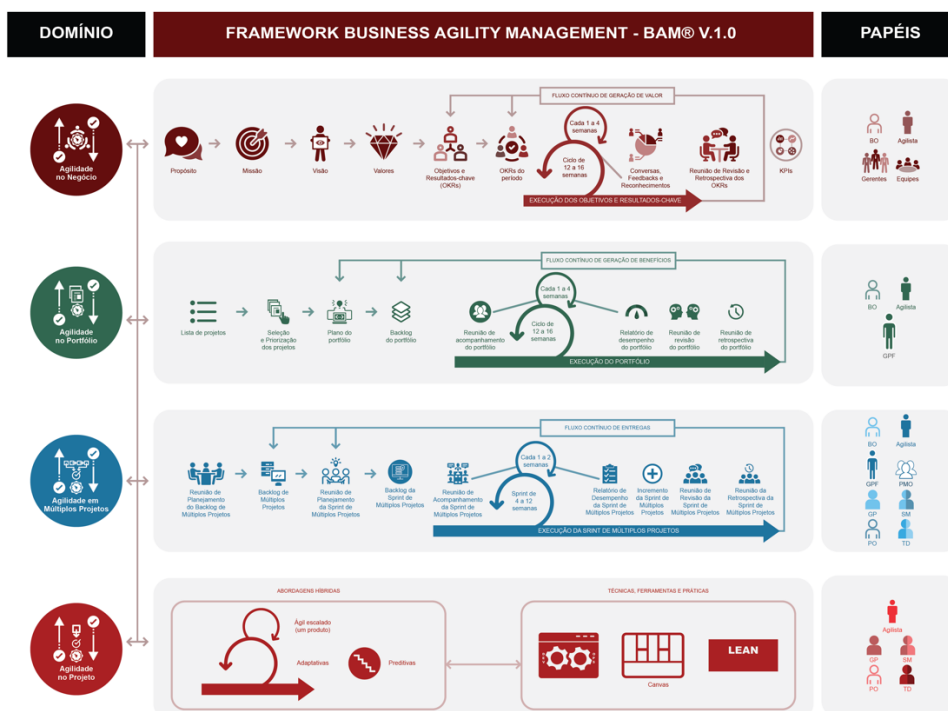 DOMÍNIO
FRAMEWORK BUSINESS AGILITY MANAGEMENT - BAM® V.1.0
PAPÉIS
Agilidade
no Negócio
FLUXO CONTÍNUO DE GERAÇÃO DE VALOR
Propósito
Missão
Visão
Valores
Objetivos e
Resultados-chave
(OKRs)
OKRs do
período
Cada 1 a 4
semanas
Ciclo de
12 a 16
semanas
Conversas,
Feedbacks e
Reconhecimentos
Reunião de Revisão e
Retrospectiva dos
OKRs
KPIs
EXECUÇÃO DOS OBJETIVOS E RESULTADOS-CHAVE
BO
Agilista
Gerentes
Equipes
Agilidade
no Portfólio
FLUXO CONTÍNUO DE GERAÇÃO DE BENEFÍCIOS
Lista de projetos
Seleção
e Priorização
dos projetos
Plano do
portfólio
Backlog
do portfólio
Reunião de
acompanhamento
do portfólio
Cada 1 a 4
semanas
Ciclo de
12 a 16
semanas
Relatório de
desempenho
do portfólio
Reunião de
revisão
do portfólio
Reunião de
retrospectiva
do portfólio
EXECUÇÃO DO PORTFÓLIO
BO
Agilista
GPF
Agilidade em
Múltiplos Projetos
FLUXO CONTÍNUO DE ENTREGAS
Reunião de
Planejamento
do Backlog de
Múltiplos Projetos
Backlog de
Múltiplos
Projetos
Reunião de
Planejamento
da Sprint de
Múltiplos Projetos
Backlog da
Sprint de
Múltiplos Projetos
Reunião de
Acompanhamento
da Sprint de
Múltiplos Projetos
Cada 1 a 2
semanas
Sprint de
4 a 12
semanas
Relatório de
Desempenho
da Sprint de
Múltiplos Projetos
Incremento
da Sprint de
Múltiplos
Projetos
Reunião de
Revisão da
Sprint de
Múltiplos Projetos
Reunião da
Retrospectiva da
Sprint de
Múltiplos Projetos
EXECUÇÃO DA SRINT DE MÚLTIPLOS PROJETOS
BO
Agilista
GPF
PMO
GP
SM
PO
TD
Agilidade
no Projeto
ABORDAGENS HÍBRIDAS
Ágil escalado
(um produto)
Adaptativas
Preditivas
TÉCNICAS, FERRAMENTAS E PRÁTICAS
Canvas
LEAN
Agilista
GP
SM
PO
TD